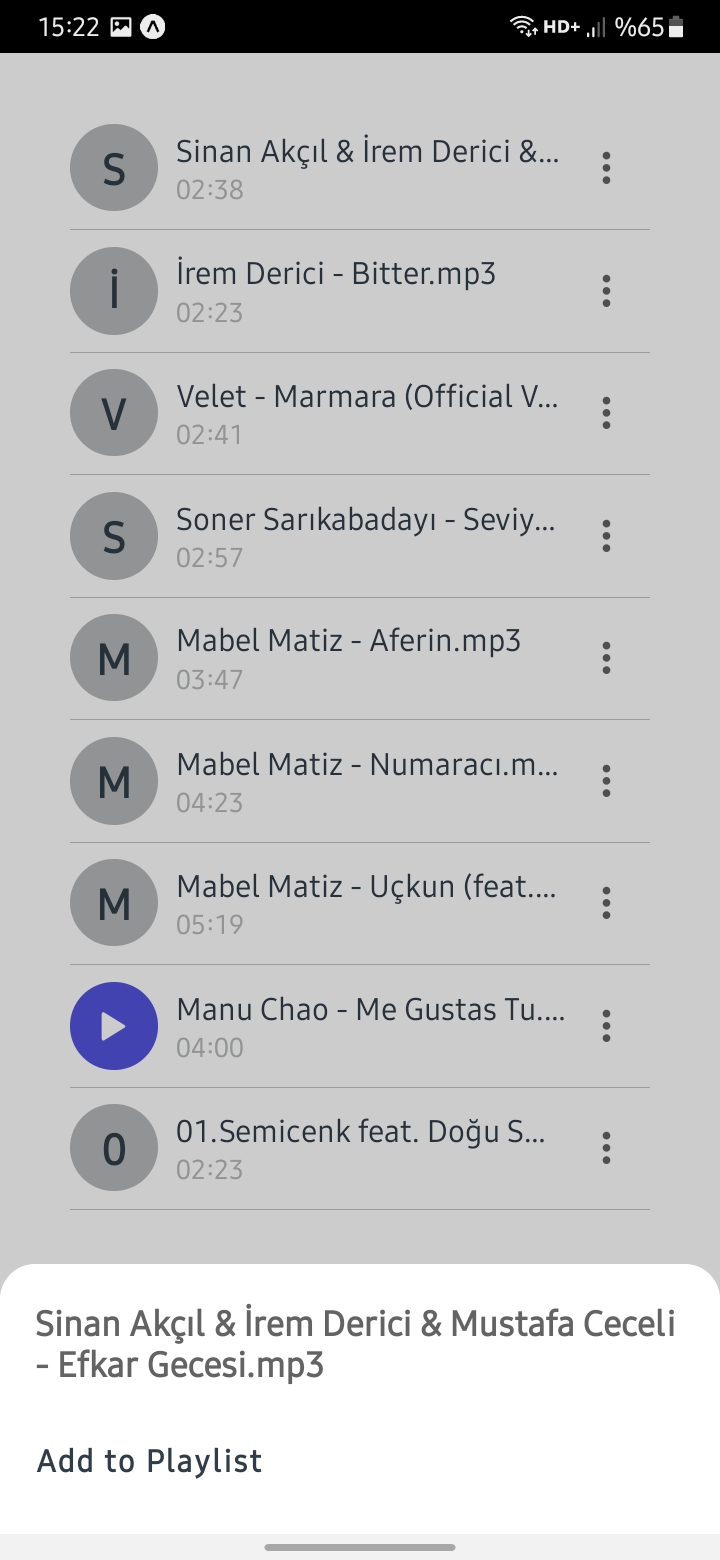 15:22 HD+ %65
S
Sinan Akçıl & İrem Derici &...
02:38
İ
İrem Derici - Bitter.mp3
02:23
V
Velet - Marmara (Official V...
02:41
S
Soner Sarıkabadayı - Seviy...
02:57
M
Mabel Matiz - Aferin.mp3
03:47
M
Mabel Matiz - Numaracı.m...
04:23
M
Mabel Matiz - Uçkun (feat....
05:19
Manu Chao - Me Gustas Tu....
04:00
0
01.Semicenk feat. Doğu S...
02:23
Sinan Akçıl & İrem Derici & Mustafa Ceceli
- Efkar Gecesi.mp3
Add to Playlist